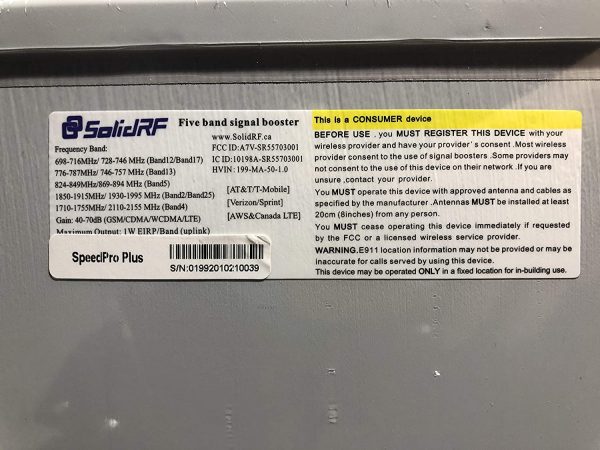 SolidRF Five band signal booster
www.SolidRF.ca
FCC ID:A7V-SR55703001
IC ID:10198A-SR55703001
HVIN: 199-MA-50-1.0
Frequency Band:
698-716MHz/ 728-746 MHz (Band12/Band17)
776-787MHz/ 746-757 MHz (Band13)
824-849MHz/869-894 MHz (Band5)
1850-1915MHz/ 1930-1995 MHz (Band2/Band25)
1710-1755MHz/ 2110-2155 MHz (Band4)
Gain: 40-70dB (GSM/CDMA/WCDMA/LTE)
Maximum Output: 1W EIRP/Band (uplink)
[AT&T/T-Mobile]
[Verizon/Sprint]
[AWS&Canada LTE]
SpeedPro Plus
S/N:01992010210039
This is a CONSUMER device
BEFORE USE , you MUST REGISTER THIS DEVICE with your
wireless provider and have your provider's consent .Most wireless
provider consent to the use of signal boosters .Some providers may
not consent to the use of this device on their network .If you are
unsure ,contact your provider.
You MUST operate this device with approved antenna and cables as
specified by the manufacturer .Antennas MUST be installed at least
20cm (8inches) from any person.
You MUST cease operating this device immediately if requested
by the FCC or a licensed wireless service provider.
WARNING.E911 location information may not be provided or may be
inaccurate for calls served by using this device.
This device may be operated ONLY in a fixed location for in-building use.